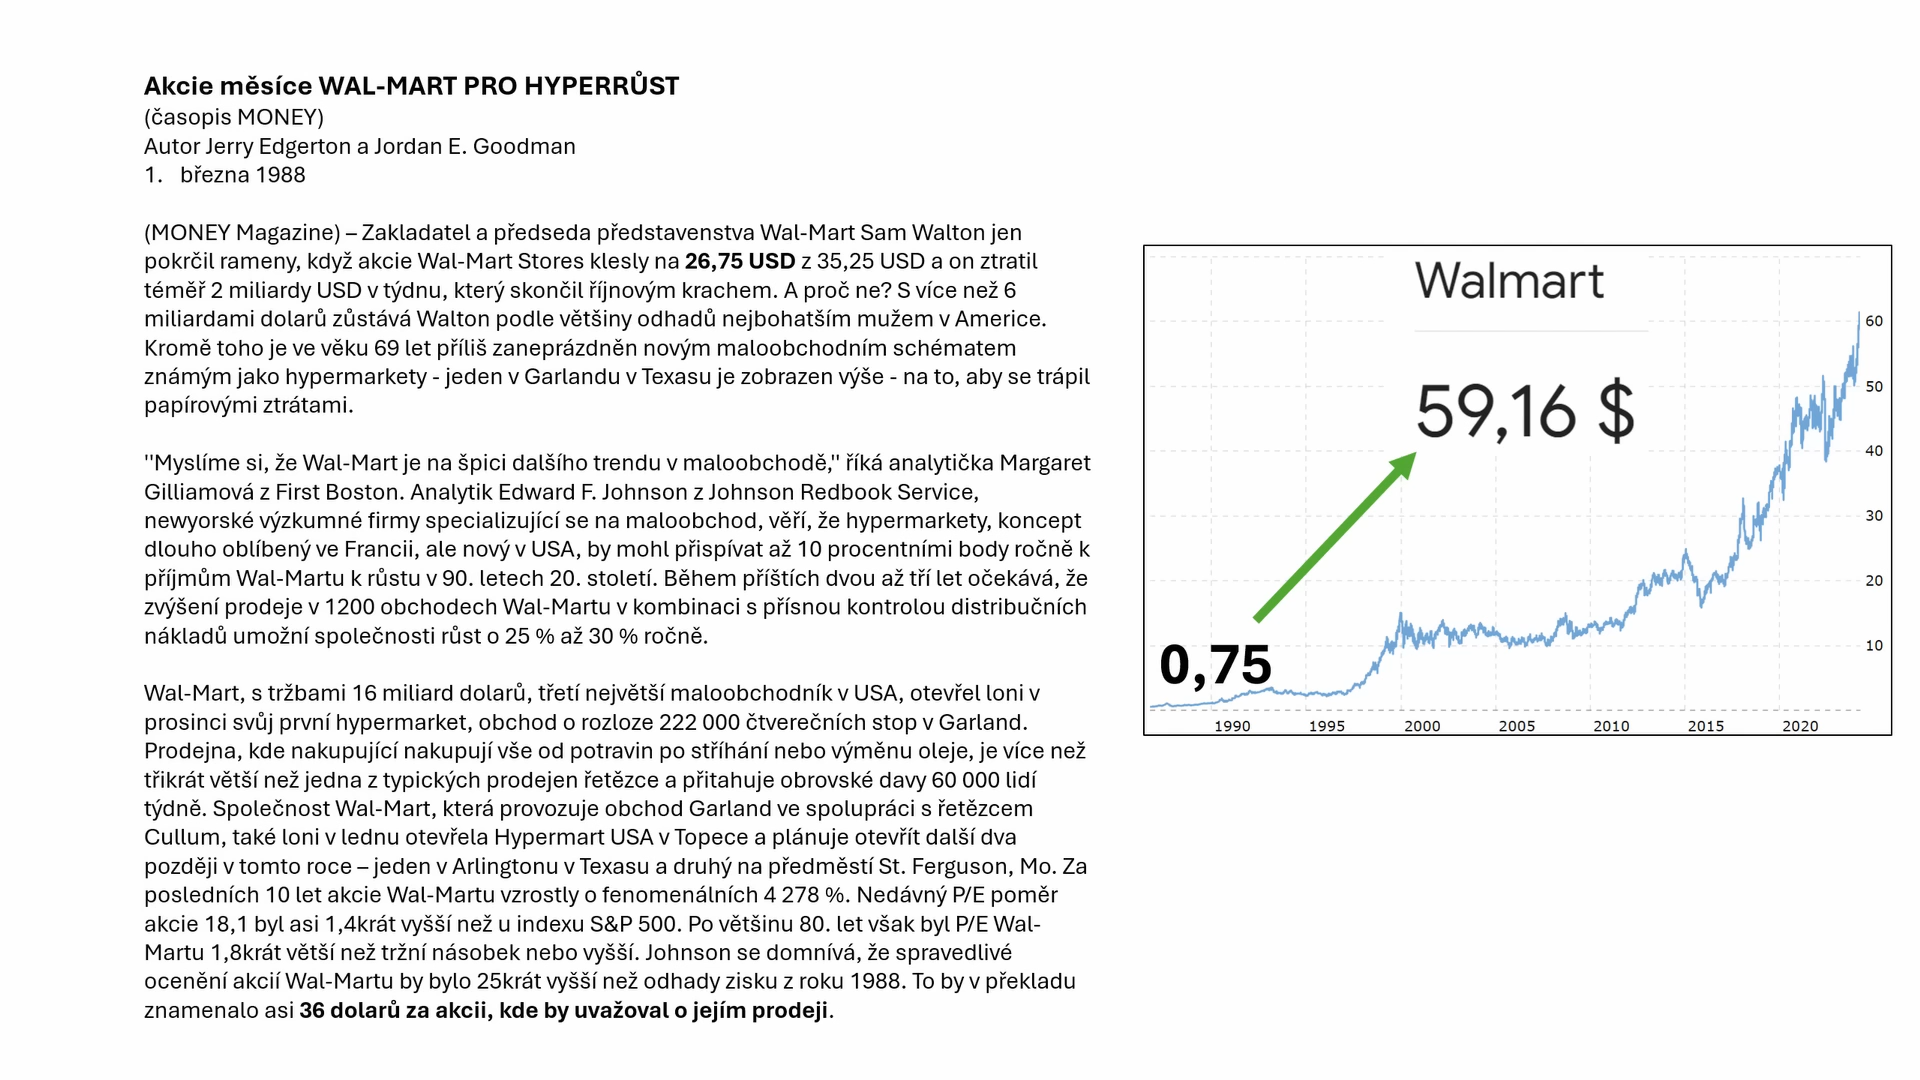 Akcie měsíce WAL-MART PRO HYPERRŮST
(časopis MONEY)
Autor Jerry Edgerton a Jordan E. Goodman
1. března 1988
(MONEY Magazine) – Zakladatel a předseda představenstva Wal-Mart Sam Walton jen
pokrčil rameny, když akcie Wal-Mart Stores klesly na 26,75 USD z 35,25 USD a on ztratil
téměř 2 miliardy USD v týdnu, který skončil říjnovým krachem. A proč ne? S více než 6
miliardami dolarů zůstává Walton podle většiny odhadů nejbohatším mužem v Americe.
Kromě toho je ve věku 69 let příliš zaneprázdněn novým maloobchodním schématem
známým jako hypermarkety - jeden v Garlandu v Texasu je zobrazen výše - na to, aby se trápil
papírovými ztrátami.
"Myslíme si, že Wal-Mart je na špici dalšího trendu v maloobchodě," říká analytička Margaret
Gilliamová z First Boston. Analytik Edward F. Johnson z Johnson Redbook Service,
newyorské výzkumné firmy specializující se na maloobchod, věří, že hypermarkety, koncept
dlouho oblíbený ve Francii, ale nový v USA, by mohl přispívat až 10 procentními body ročně k
příjmům Wal-Martu k růstu v 90. letech 20. století. Během příštích dvou až tří let očekává, že
zvýšení prodeje v 1200 obchodech Wal-Martu v kombinaci s přísnou kontrolou distribučních
nákladů umožní společnosti růst o 25 % až 30 % ročně.
Wal-Mart, s tržbami 16 miliard dolarů, třetí největší maloobchodník v USA, otevřel loni v
prosinci svůj první hypermarket, obchod o rozloze 222 000 čtverečních stop v Garland.
Prodejna, kde nakupující nakupují vše od potravin po stříhání nebo výměnu oleje, je více než
třikrát větší než jedna z typických prodejen řetězce a přitahuje obrovské davy 60 000 lidí
týdně. Společnost Wal-Mart, která provozuje obchod Garland ve spolupráci s řetězcem
Cullum, také loni v lednu otevřela Hypermart USA v Topece a plánuje otevřít další dva
později v tomto roce – jeden v Arlingtonu v Texasu a druhý na předměstí St. Ferguson, Mo. Za
posledních 10 let akcie Wal-Martu vzrostly o fenomenálních 4 278 %. Nedávný P/E poměr
akcie 18,1 byl asi 1,4krát vyšší než u indexu S&P 500. Po většinu 80. let však byl P/E Wal-
Martu 1,8krát větší než tržní násobek nebo vyšší. Johnson se domnívá, že spravedlivé
ocenění akcií Wal-Martu by bylo 25krát vyšší než odhady zisku z roku 1988. To by v překladu
znamenalo asi 36 dolarů za akcii, kde by uvažoval o jejím prodeji.
Walmart
59,16 $
0,75
60
50
40
30
20
10
1990 1995 2000 2005 2010 2015 2020